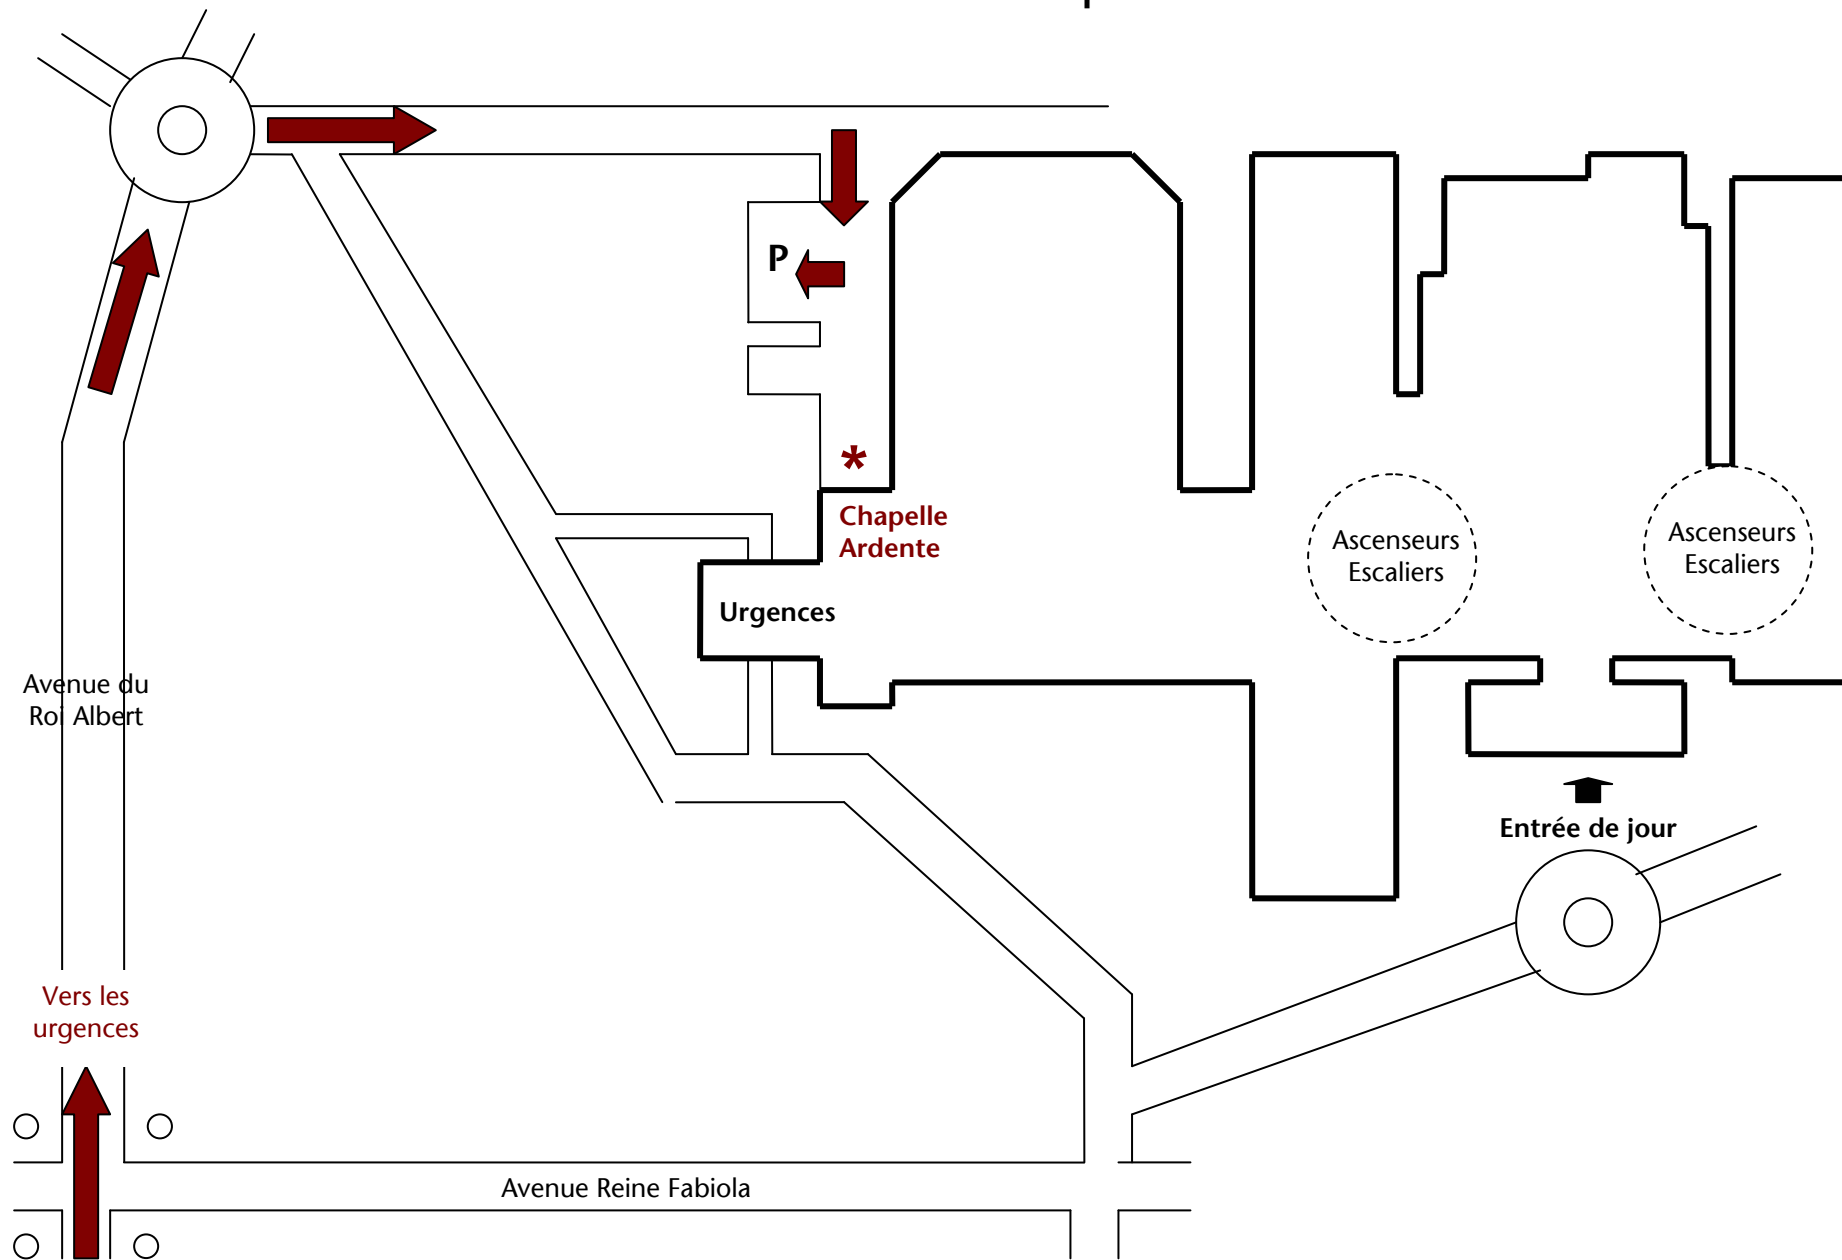 P
*
Chapelle
Ardente
Ascenseurs
Escaliers
Ascenseurs
Escaliers
Urgences
Avenue du
Roi Albert
Entrée de jour
Vers les
urgences
Avenue Reine Fabiola